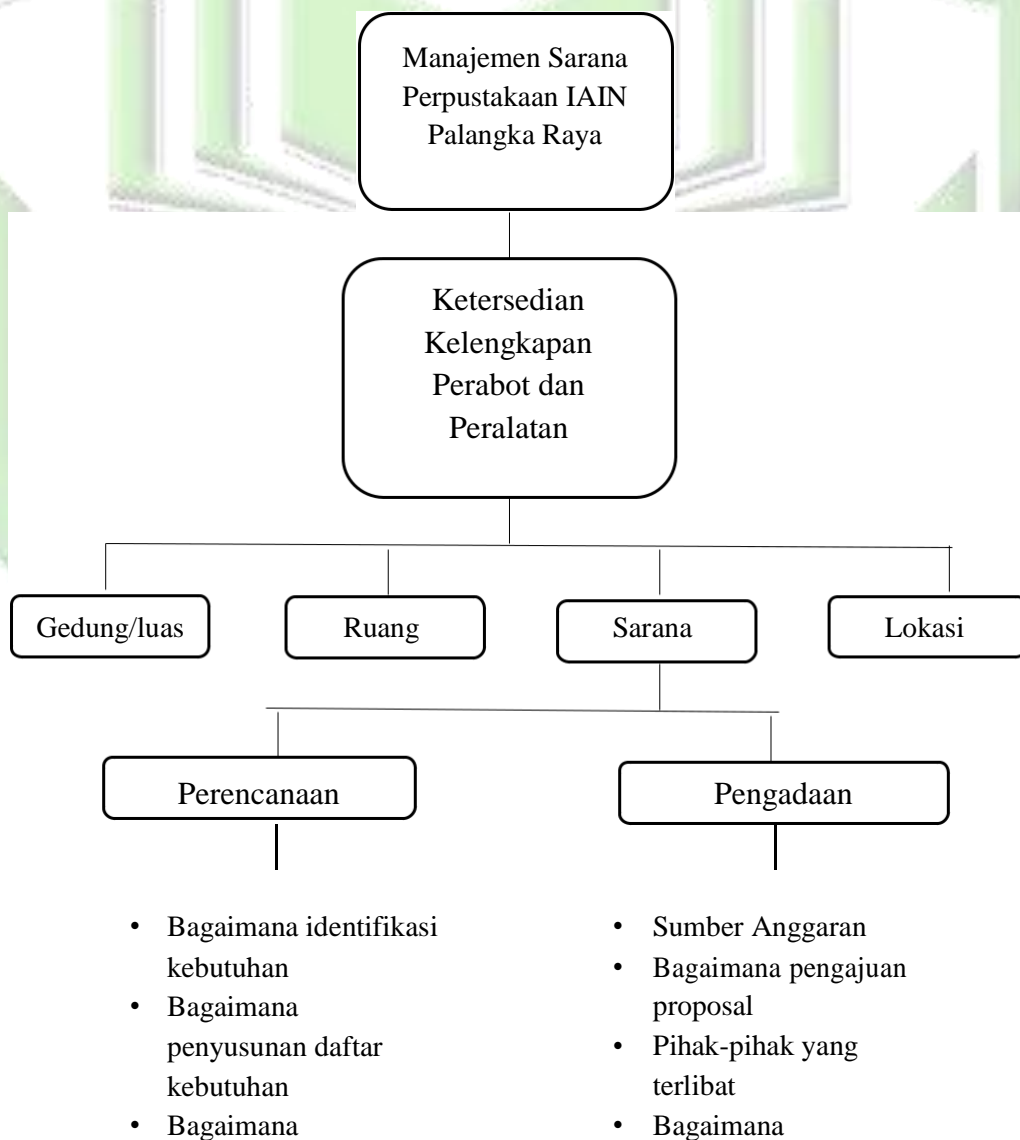 Manajemen Sarana
Perpustakaan IAIN
Palangka Raya
Ketersedian
Kelengkapan
Perabot dan
Peralatan
Gedung/luas
Ruang
Sarana
Lokasi
Perencanaan
Pengadaan
• Bagaimana identifikasi
kebutuhan
• Bagaimana
penyusunan daftar
kebutuhan
• Bagaimana
• Sumber Anggaran
• Bagaimana pengajuan
proposal
• Pihak-pihak yang
terlibat
• Bagaimana